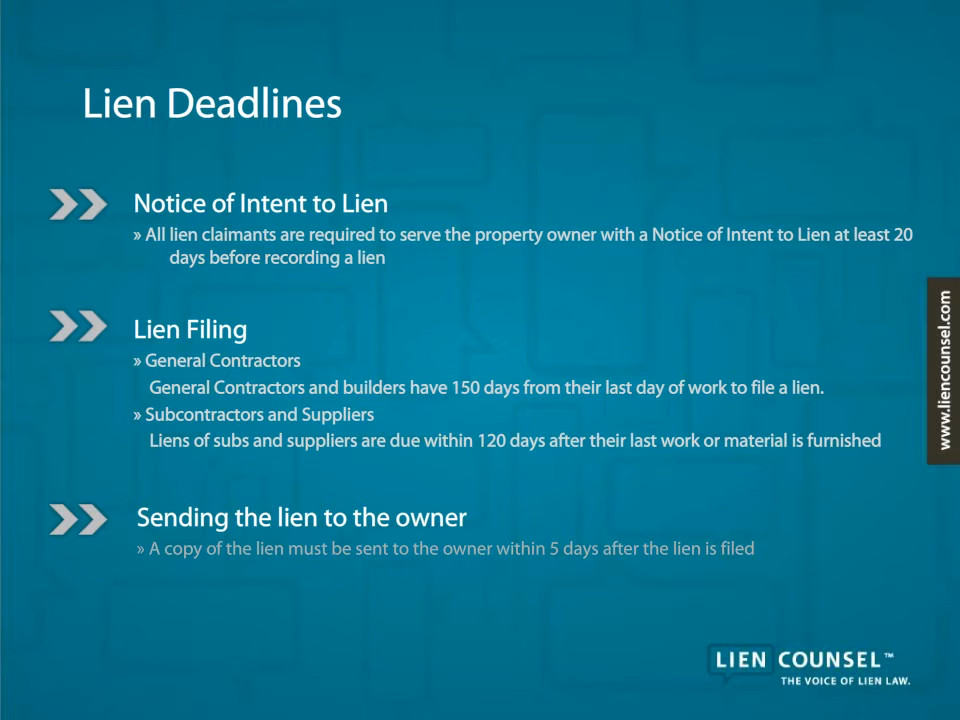 Lien Deadlines
Notice of Intent to Lien
» All lien claimants are required to serve the property owner with a Notice of Intent to Lien at least 20
days before recording a lien
Lien Filing
» General Contractors
General Contractors and builders have 150 days from their last day of work to file a lien.
» Subcontractors and Suppliers
Liens of subs and suppliers are due within 120 days after their last work or material is furnished
Sending the lien to the owner
» A copy of the lien must be sent to the owner within 5 days after the lien is filed
www.liencounsel.com
LIEN COUNSEL™
THE VOICE OF LIEN LAW.